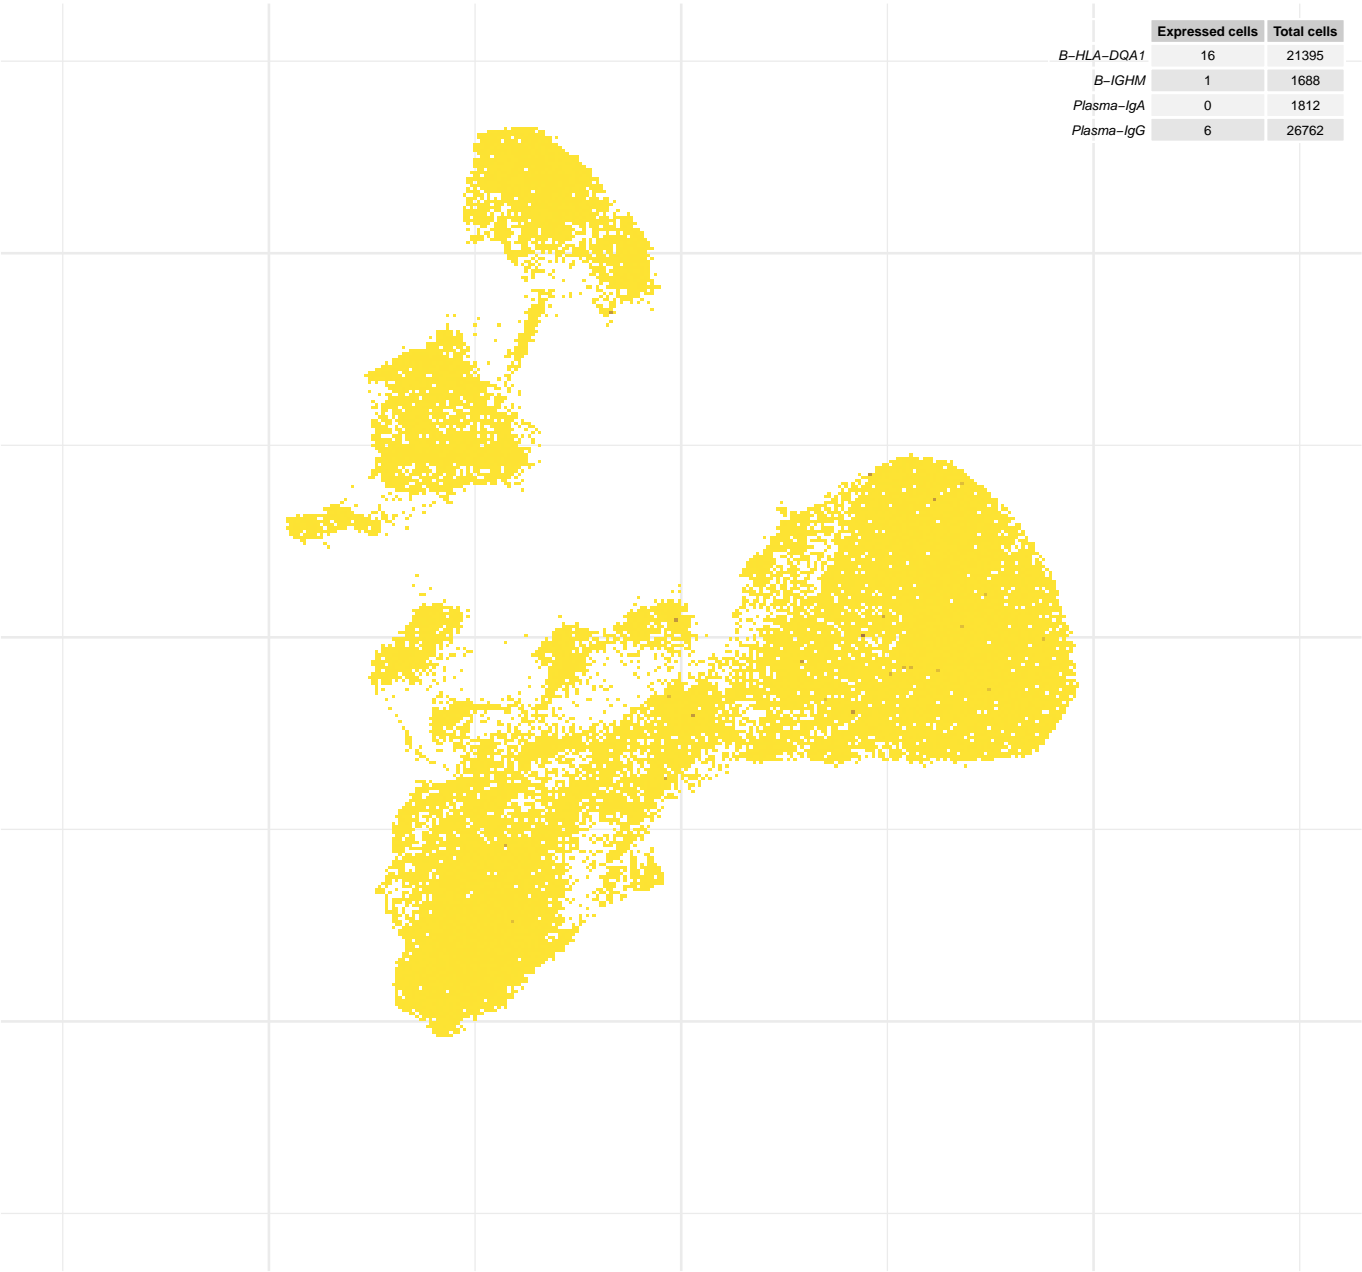 Expressed cells Total cells
B−HLA−DQA1 16 21395
B−IGHM 1 1688
Plasma−IgA 0 1812
Plasma−IgG 6 26762